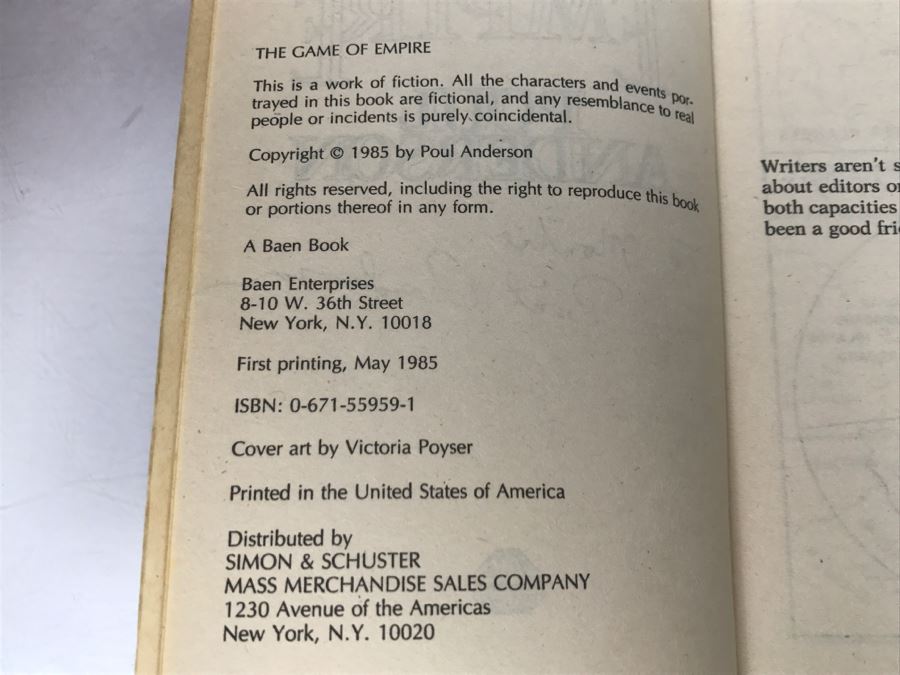 THE GAME OF EMPIRE
This is a work of fiction. All the characters and events por-
trayed in this book are fictional, and any resemblance to real
people or incidents is purely coincidental.
Copyright © 1985 by Poul Anderson
All rights reserved, including the right to reproduce this book
or portions thereof in any form.
A Baen Book
Baen Enterprises
8-10 W. 36th Street
New York, N.Y. 10018
First printing, May 1985
ISBN: 0-671-55959-1
Cover art by Victoria Poyser
Printed in the United States of America
Distributed by
SIMON & SCHUSTER
MASS MERCHANDISE SALES COMPANY
1230 Avenue of the Americas
New York, N.Y. 10020
Writers aren't
about editors
both capacities
been a good